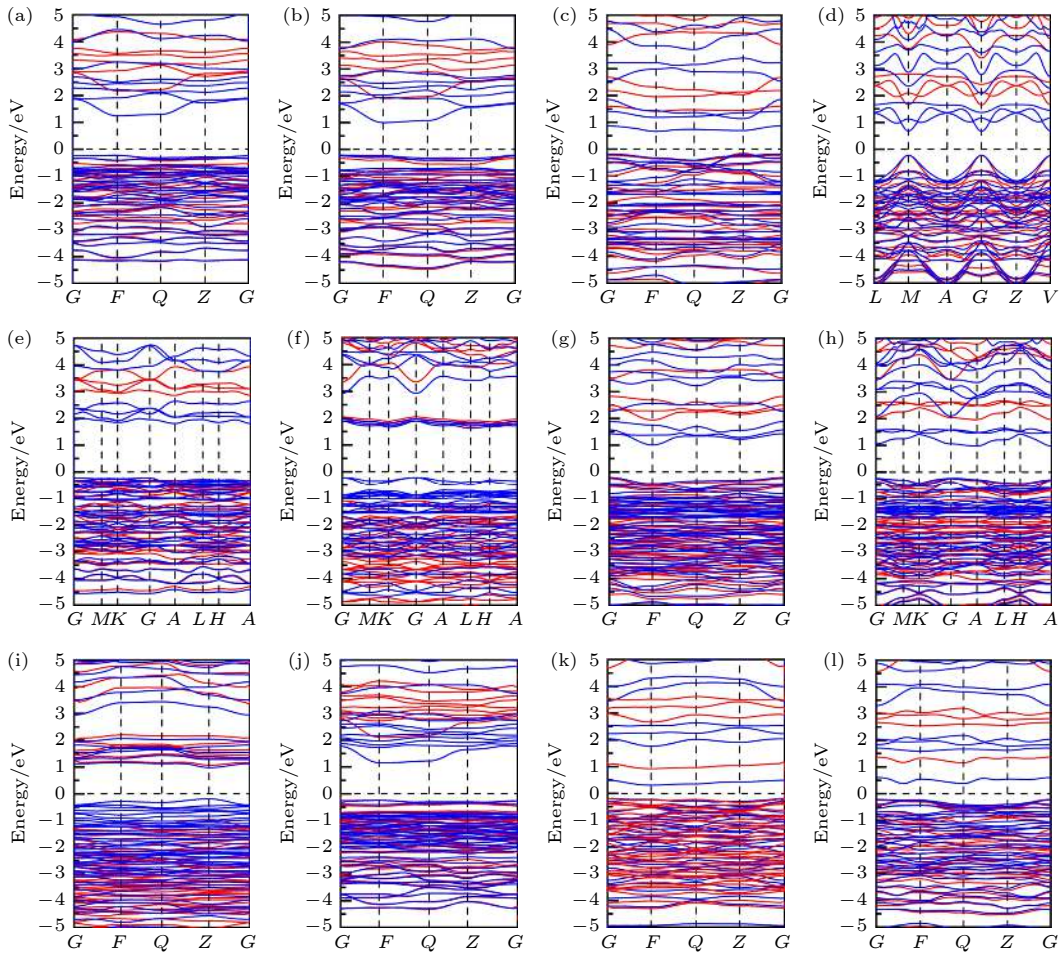 (a) (b) (c) (d)
5 5 5 5
4 4 4 4
3 3 3 3
2 2 2 2
1 1 1 1
0 0 0 0
−1 −1 −1 −1
−2 −2 −2 −2
−3 −3 −3 −3
−4 −4 −4 −4
−5 −5 −5 −5
Energy/eV Energy/eV Energy/eV Energy/eV
G F Q Z G G F Q Z G G F Q Z G L M A G Z V
(e) (f) (g) (h)
5 5 5 5
4 4 4 4
3 3 3 3
2 2 2 2
1 1 1 1
0 0 0 0
−1 −1 −1 −1
−2 −2 −2 −2
−3 −3 −3 −3
−4 −4 −4 −4
−5 −5 −5 −5
Energy/eV Energy/eV Energy/eV Energy/eV
G MK G A L H A G MK G A L H A G F Q Z G G MK G A L H A
(i) (j) (k) (l)
5 5 5 5
4 4 4 4
3 3 3 3
2 2 2 2
1 1 1 1
0 0 0 0
−1 −1 −1 −1
−2 −2 −2 −2
−3 −3 −3 −3
−4 −4 −4 −4
−5 −5 −5 −5
Energy/eV Energy/eV Energy/eV Energy/eV
G F Q Z G G F Q Z G G F Q Z G G F Q Z G